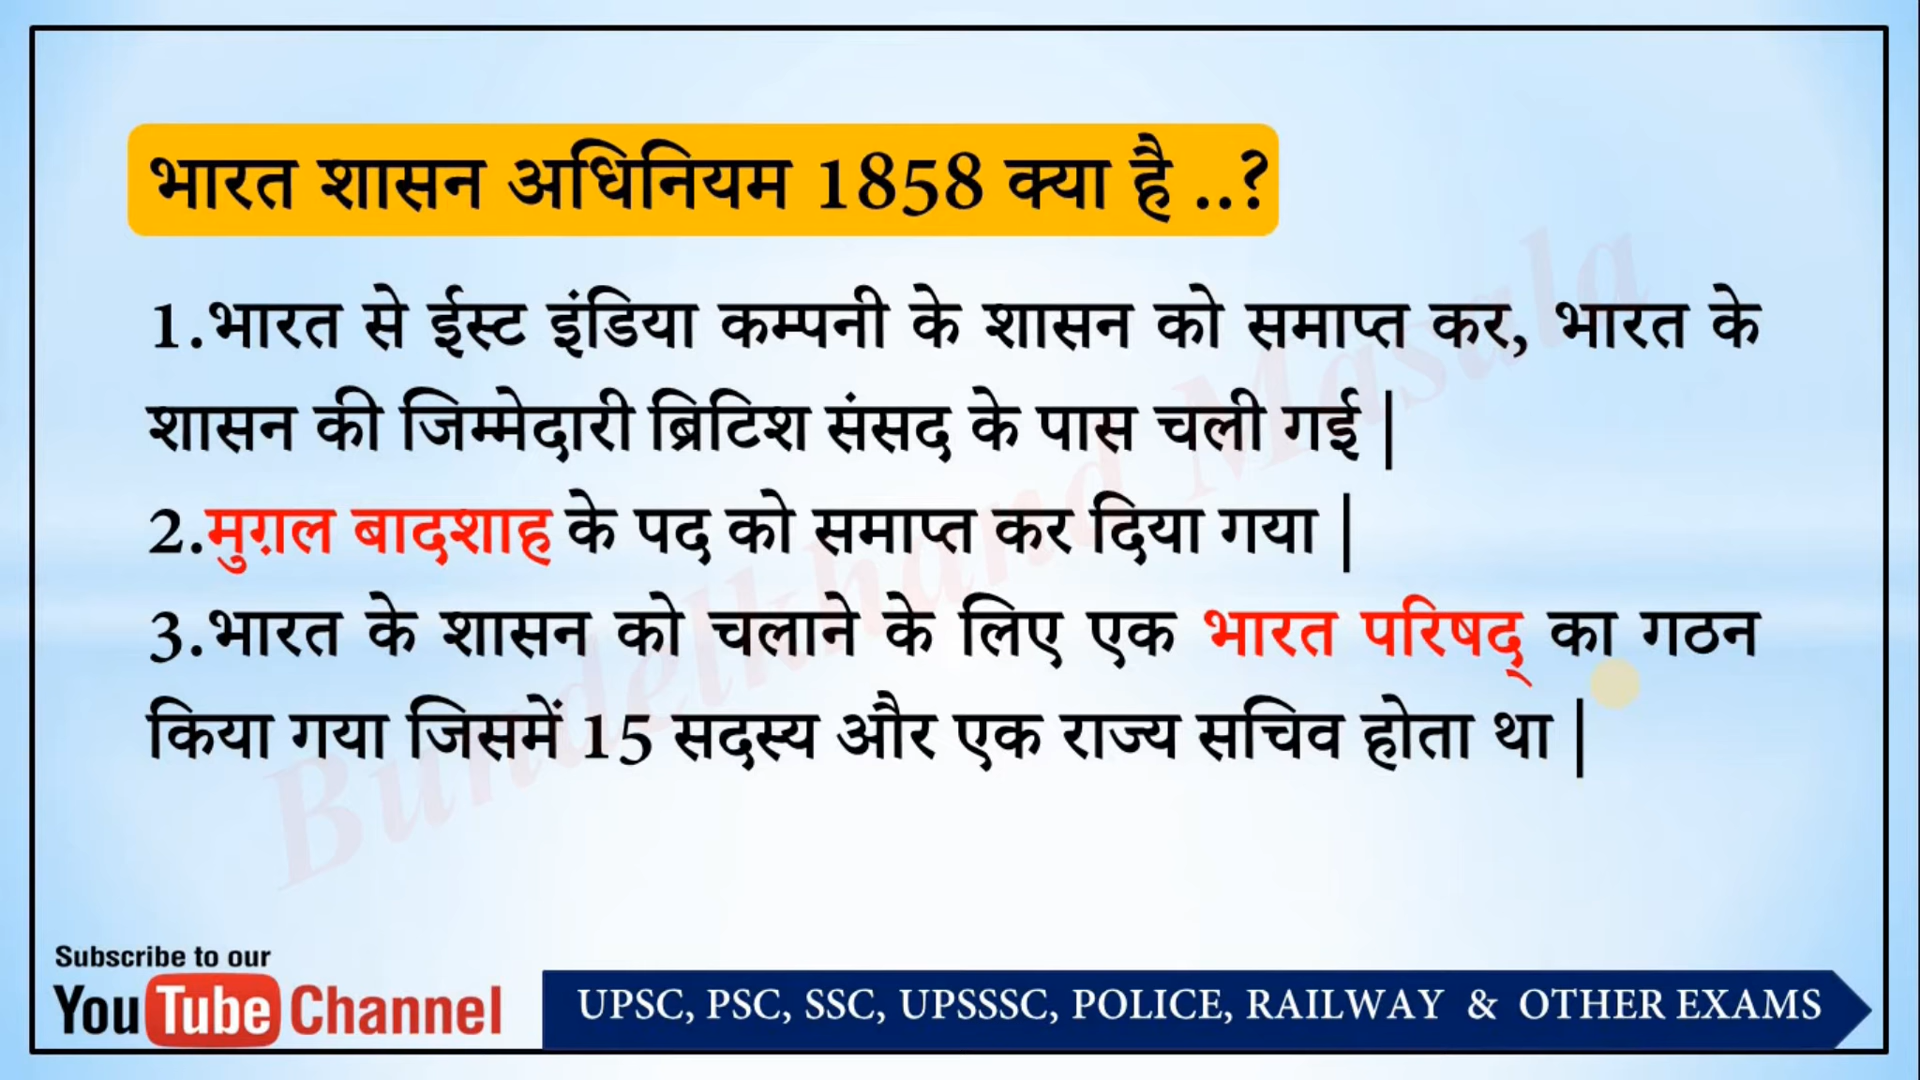 भारत शासन अधिनियम 1858 क्या है ..?
1.भारत से ईस्ट इंडिया कम्पनी के शासन को समाप्त कर, भारत के
शासन की जिम्मेदारी ब्रिटिश संसद के पास चली गई |
2.मुग़ल बादशाह के पद को समाप्त कर दिया गया |
3.भारत के शासन को चलाने के लिए एक भारत परिषद् का गठन
किया गया जिसमें 15 सदस्य और एक राज्य सचिव होता था |
Bundelkhand Masala
Subscribe to our
YouTube Channel
UPSC, PSC, SSC, UPSSSC, POLICE, RAILWAY & OTHER EXAMS